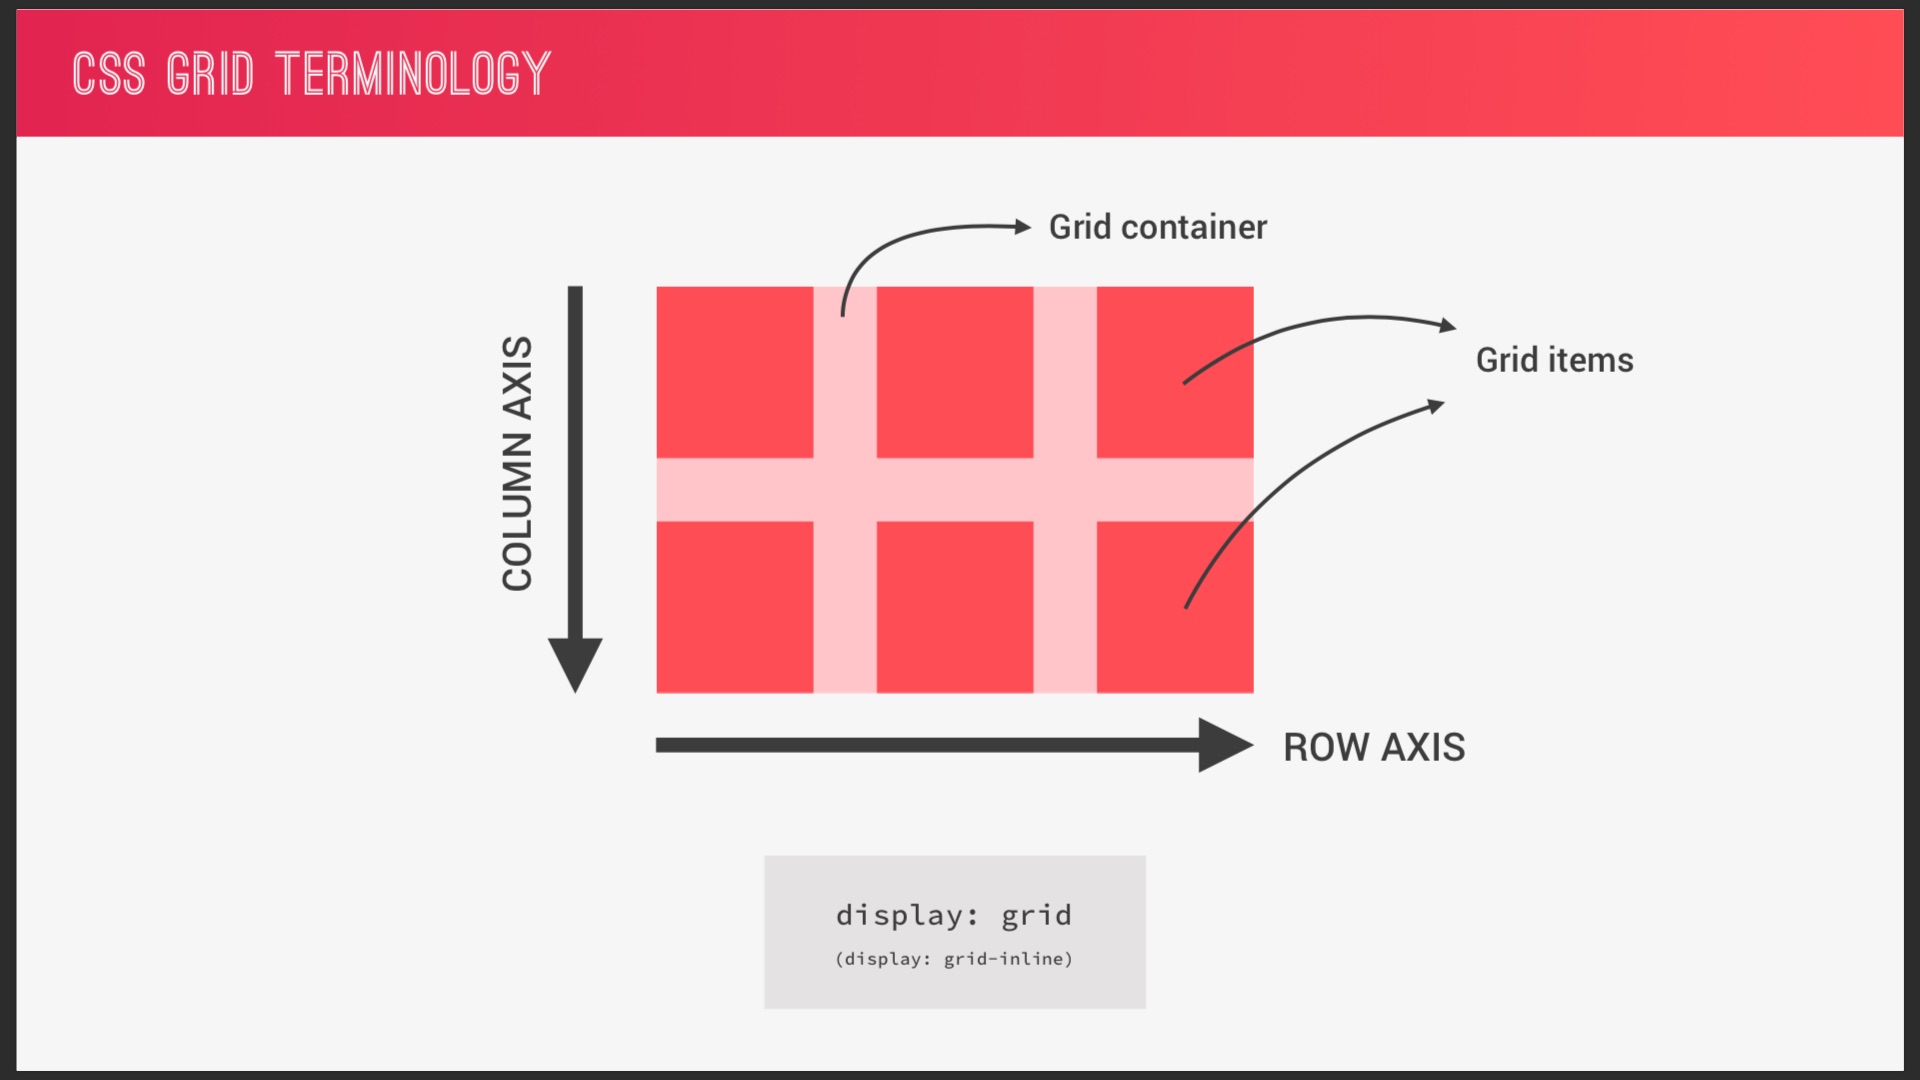 CSS GRID TERMINOLOGY
Grid container
Grid items
COLUMN AXIS
ROW AXIS
display: grid
(display: grid-inline)